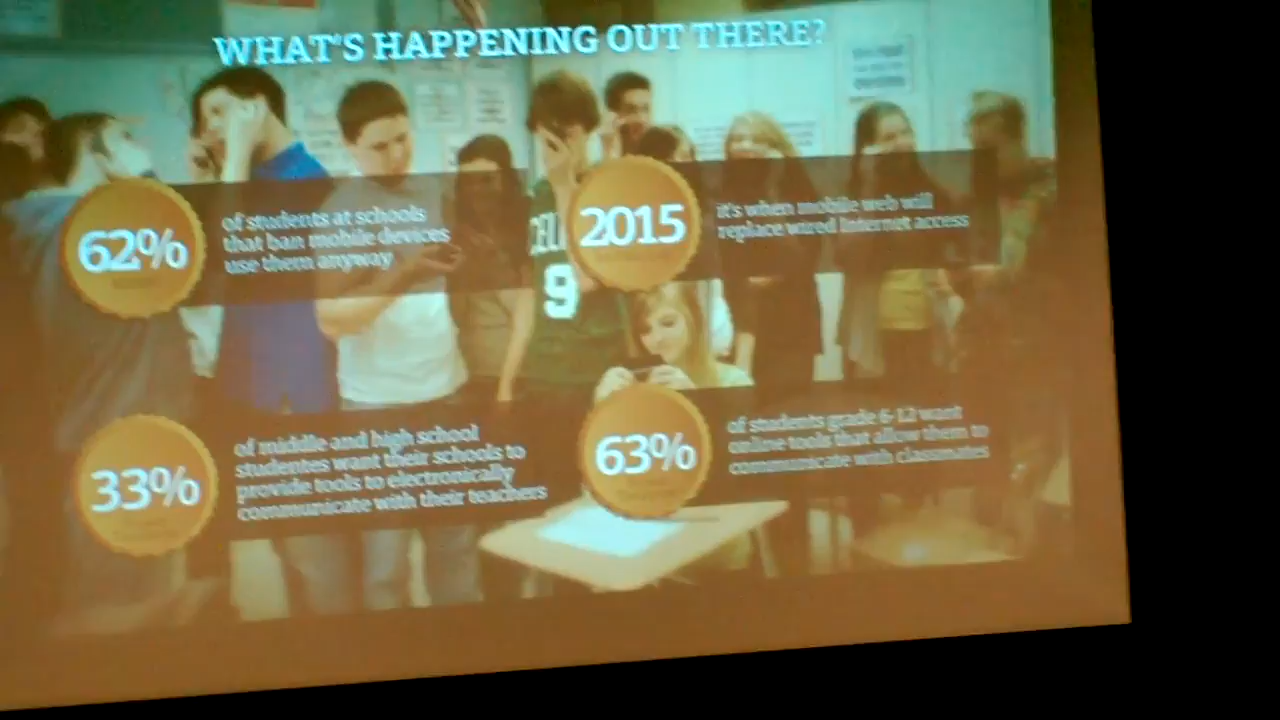 WHAT'S HAPPENING OUT THERE?
62%
of students at schools
that ban mobile devices
use them anyway
2015
it's when mobile web will
replace wired internet access
33%
of middle and high school
studentes want their schools to
provide tools to electronically
communicate with their teachers
63%
of students grade 6-12 want
online tools that allow them to
communicate with classmates
9